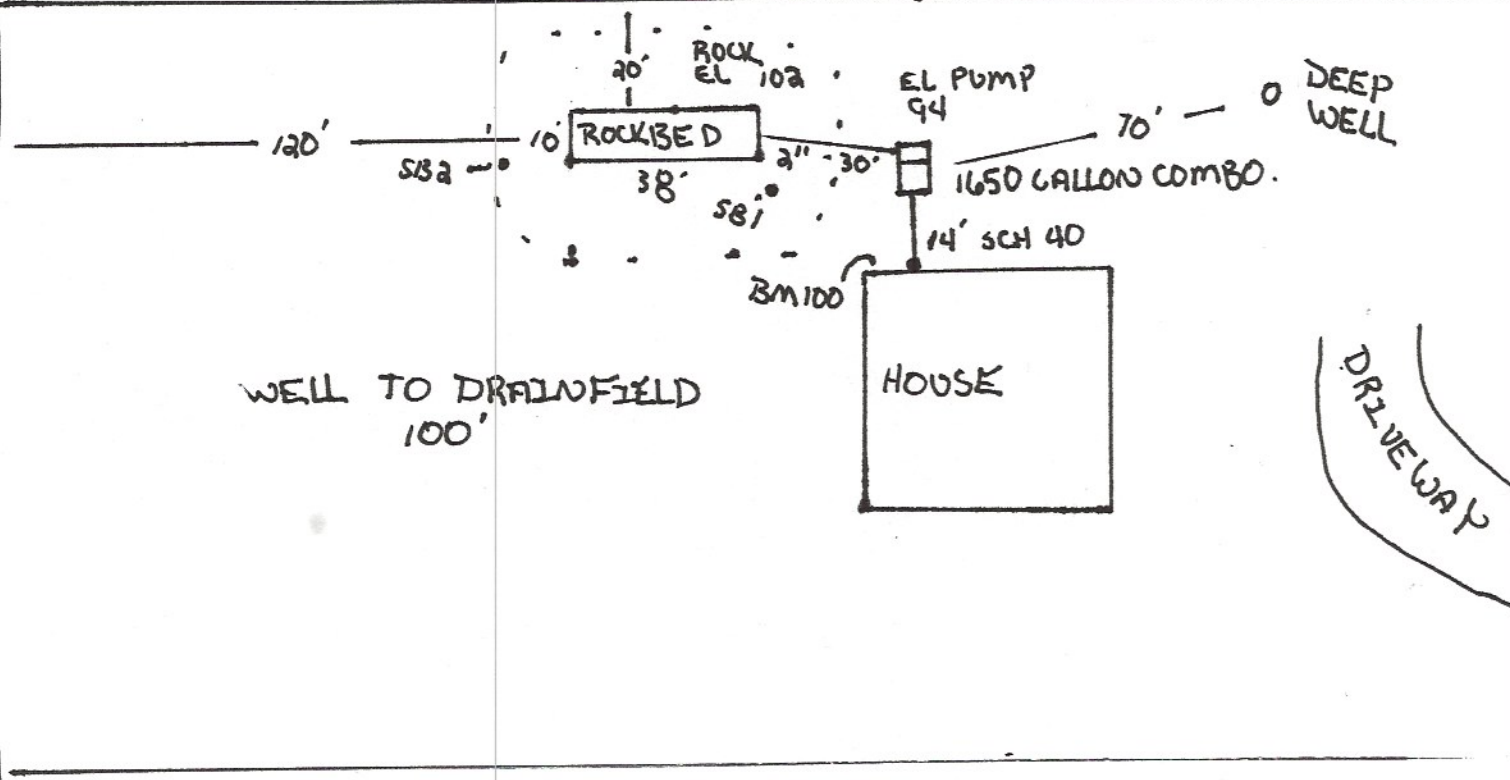 20'
ROCK
EL 102
EL PUMP
94
DEEP
WELL
120'
10'
ROCKBED
2" - 30'
70'
SB2
38'
SB1
1650 GALLON COMBO.
14' SCH 40
BM100
HOUSE
WELL TO DRAINFIELD
100'
DRIVEWAY